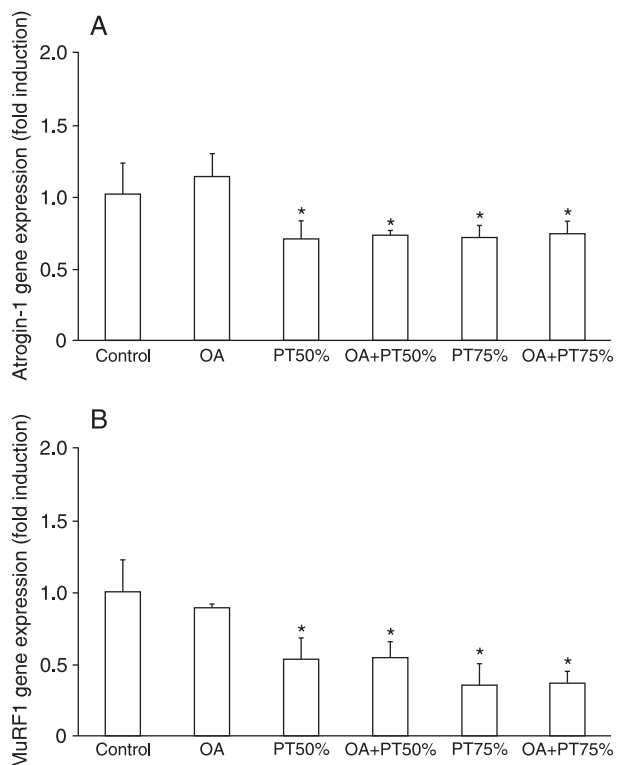 A
Atrogin-1 gene expression (fold induction)
2.0
1.5
1.0
0.5
0
* * * *
Control OA PT50% OA+PT50% PT75% OA+PT75%
B
MuRF1 gene expression (fold induction)
2.0
1.5
1.0
0.5
0.0
* * * *
Control OA PT50% OA+PT50% PT75% OA+PT75%